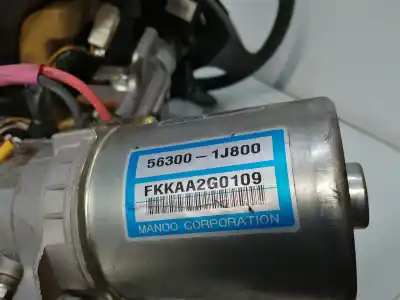 56300-1J800
FKKAA2G0109
MANDO CORPORATION